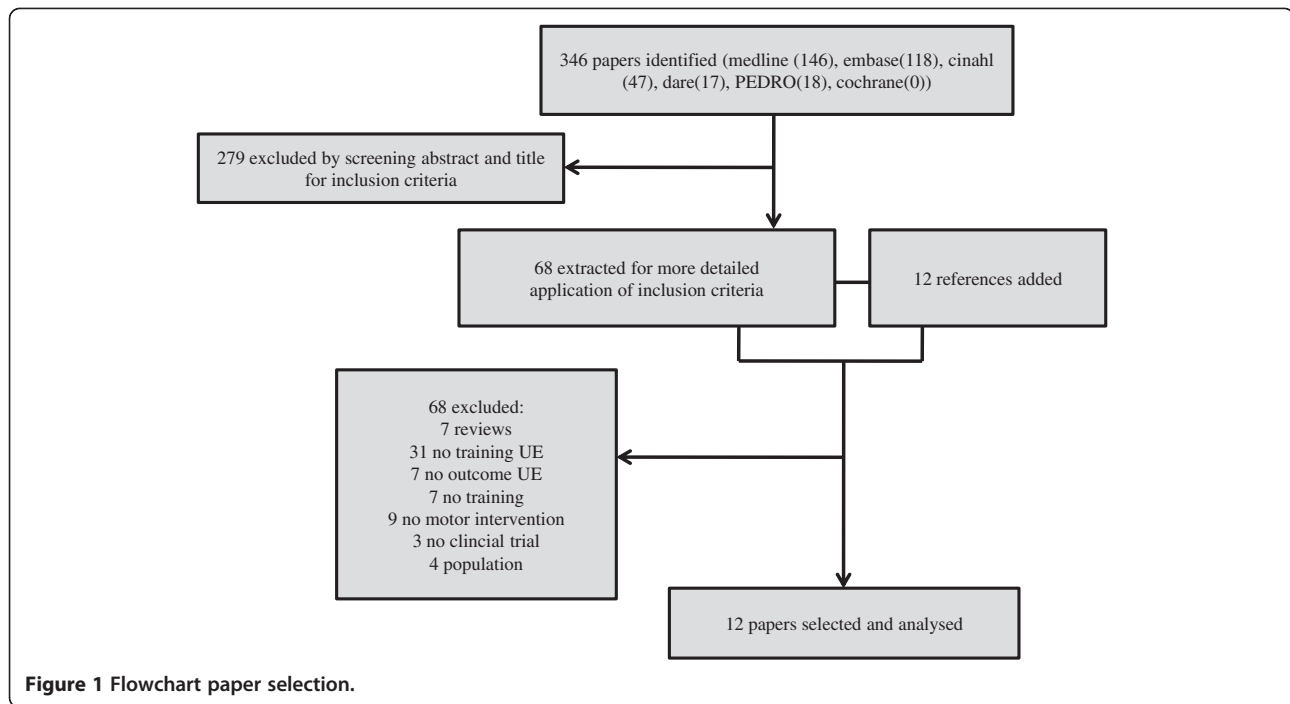 346 papers identified (medline (146), embase(118), cinahl
(47), dare(17), PEDRO(18), cochrane(0))
279 excluded by screening abstract and title
for inclusion criteria
68 extracted for more detailed
application of inclusion criteria
12 references added
68 excluded:
7 reviews
31 no training UE
7 no outcome UE
7 no training
9 no motor intervention
3 no clincial trial
4 population
12 papers selected and analysed
Figure 1 Flowchart paper selection.